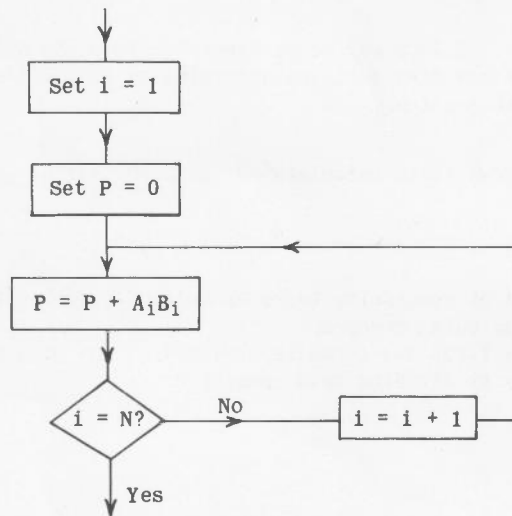 Set i = 1
Set P = 0
P = P + AᵢBᵢ
i = N?
No
i = i + 1
Yes